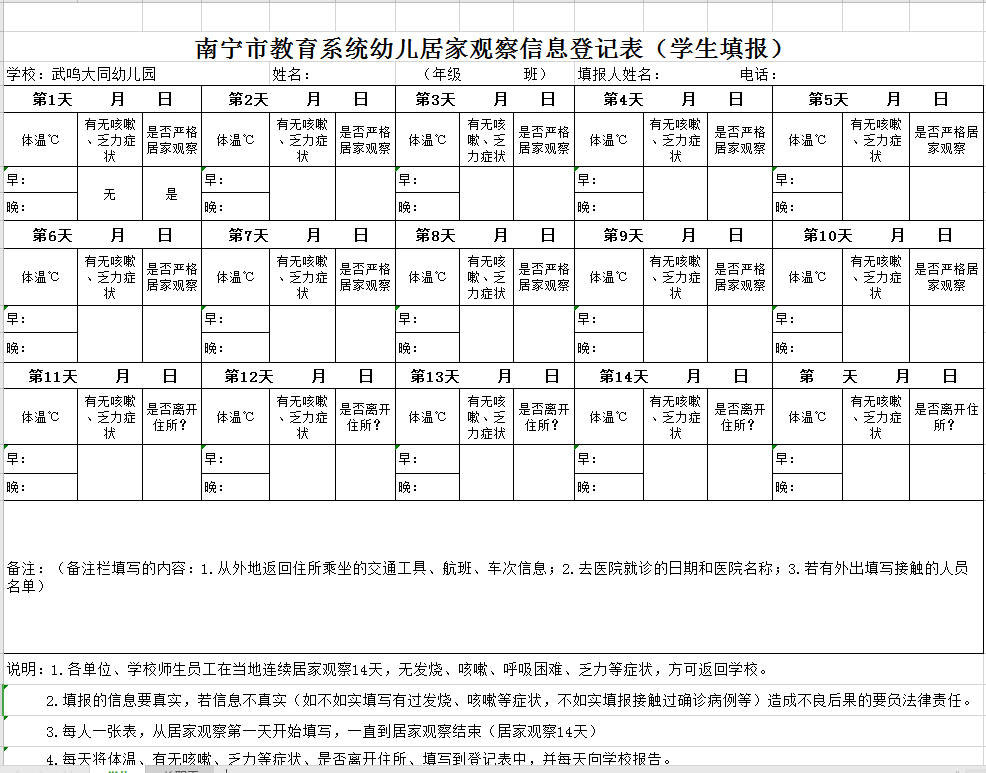 南宁市教育系统幼儿居家观察信息登记表（学生填报）
学校：武鸣大同幼儿园 姓名： （年级 班） 填报人姓名： 电话：
第1天 月 日 第2天 月 日 第3天 月 日 第4天 月 日 第5天 月 日
体温℃ 有无咳嗽、乏力症状 是否严格居家观察 体温℃ 有无咳嗽、乏力症状 是否严格居家观察 体温℃ 有无咳嗽、乏力症状 是否严格居家观察 体温℃ 有无咳嗽、乏力症状 是否严格居家观察 体温℃ 有无咳嗽、乏力症状 是否严格居家观察
早： 无 是 早： 早： 早： 早：
晚： 晚： 晚： 晚： 晚：
第6天 月 日 第7天 月 日 第8天 月 日 第9天 月 日 第10天 月 日
体温℃ 有无咳嗽、乏力症状 是否严格居家观察 体温℃ 有无咳嗽、乏力症状 是否严格居家观察 体温℃ 有无咳嗽、乏力症状 是否严格居家观察 体温℃ 有无咳嗽、乏力症状 是否严格居家观察 体温℃ 有无咳嗽、乏力症状 是否严格居家观察
早： 早： 早： 早： 早：
晚： 晚： 晚： 晚： 晚：
第11天 月 日 第12天 月 日 第13天 月 日 第14天 月 日 第 天 月 日
体温℃ 有无咳嗽、乏力症状 是否离开住所？ 体温℃ 有无咳嗽、乏力症状 是否离开住所？ 体温℃ 有无咳嗽、乏力症状 是否离开住所？ 体温℃ 有无咳嗽、乏力症状 是否离开住所？ 体温℃ 有无咳嗽、乏力症状 是否离开住所？
早： 早： 早： 早： 早：
晚： 晚： 晚： 晚： 晚：
备注：（备注栏填写的内容：1.从外地返回住所乘坐的交通工具、航班、车次信息；2.去医院就诊的日期和医院名称；3.若有外出填写接触的人员
名单）
说明：1.各单位、学校师生员工在当地连续居家观察14天，无发烧、咳嗽、呼吸困难、乏力等症状，方可返回学校。
2.填报的信息要真实，若信息不真实（如不如实填写有过发烧、咳嗽等症状，不如实填报接触过确诊病例等）造成不良后果的要负法律责任。
3.每人一张表，从居家观察第一天开始填写，一直到居家观察结束（居家观察14天）
4.每天将体温、有无咳嗽、乏力等症状、是否离开住所、填写到登记表中，并每天向学校报告。